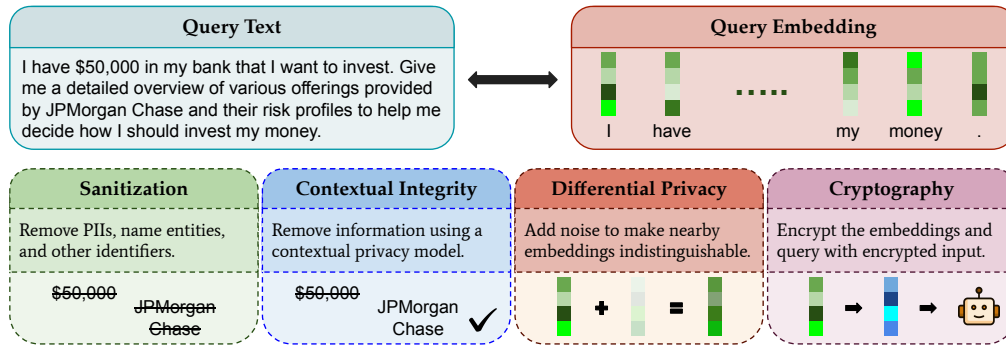 Query Text
I have $50,000 in my bank that I want to invest. Give
me a detailed overview of various offerings provided
by JPMorgan Chase and their risk profiles to help me
decide how I should invest my money.
Query Embedding
.....
I have my money .
Sanitization
Remove PIIs, name entities,
and other identifiers.
$50,000
JPMorgan
Chase
Contextual Integrity
Remove information using a
contextual privacy model.
$50,000
JPMorgan
Chase ✓
Differential Privacy
Add noise to make nearby
embeddings indistinguishable.
+ =
Cryptography
Encrypt the embeddings and
query with encrypted input.